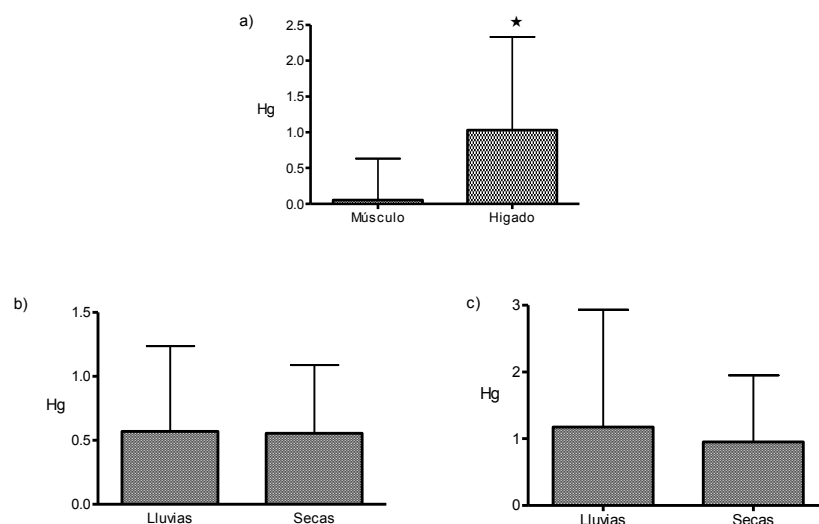 a)
★
2.5
2.0
1.5
1.0
0.5
0.0
Hg
Músculo Higado
b)
1.5
1.0
0.5
0.0
Hg
Lluvias Secas
c)
3
2
1
0
Hg
Lluvias Secas